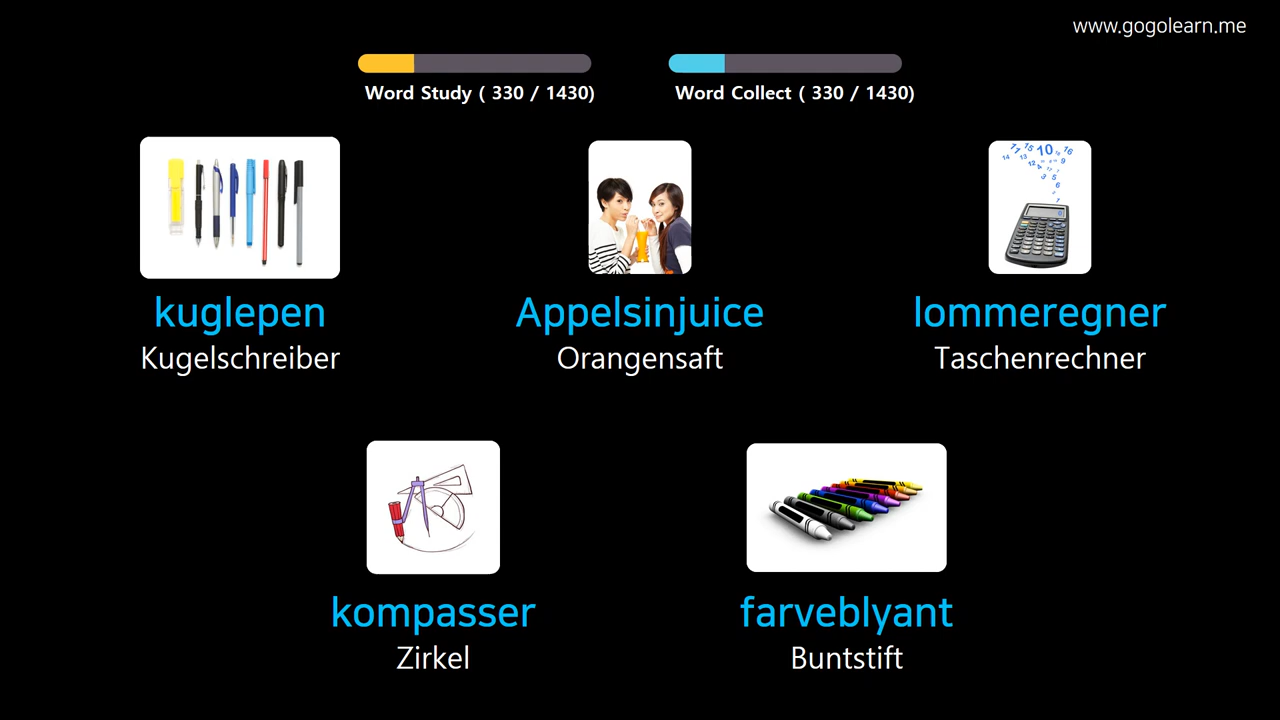 www.gogolearn.me
Word Study ( 330 / 1430)
Word Collect ( 330 / 1430)
kuglepen
Kugelschreiber
Appelsinjuice
Orangensaft
lommeregner
Taschenrechner
kompasser
Zirkel
farveblyant
Buntstift